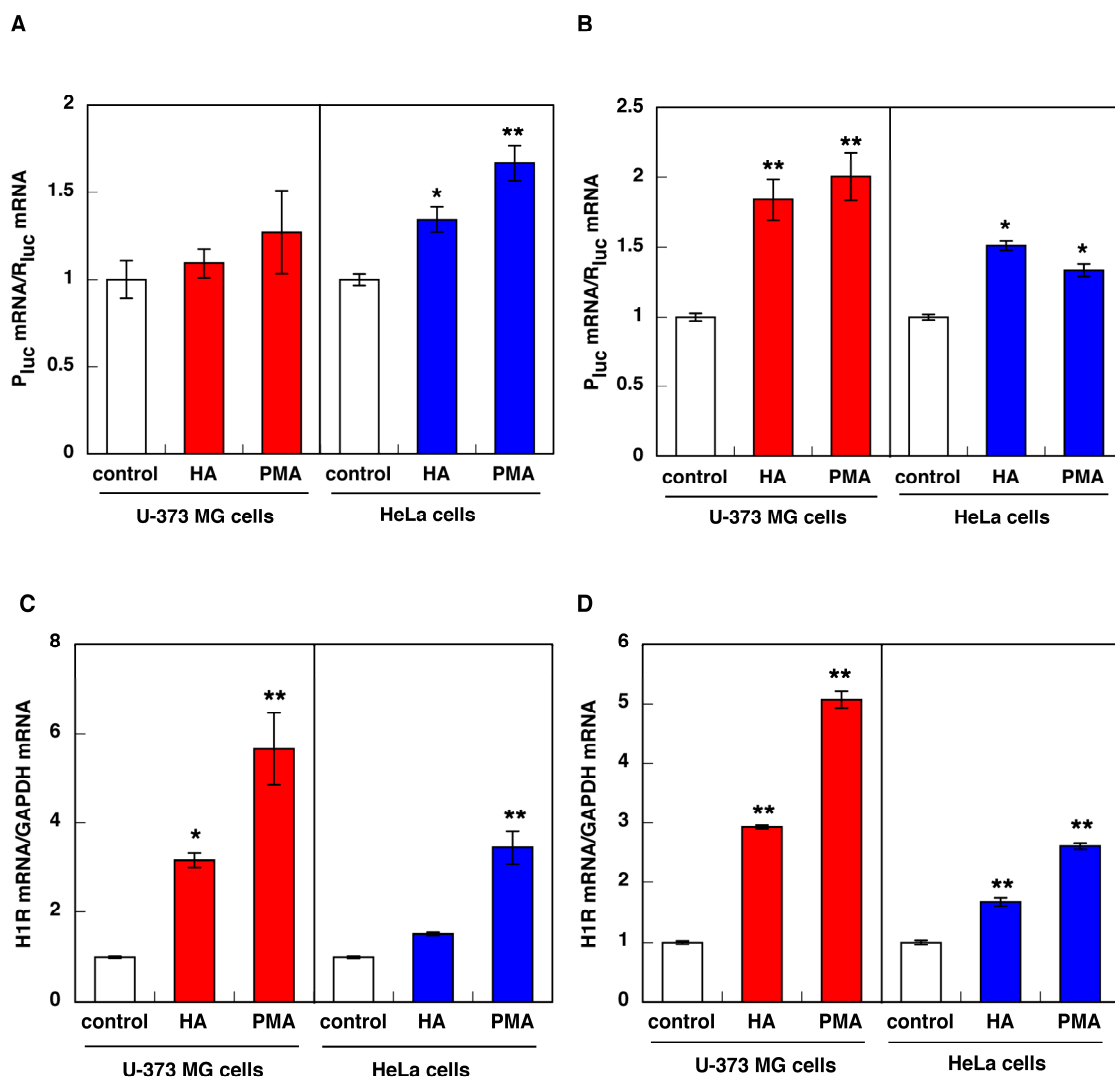 A
P_luc mRNA/R_luc mRNA
2
1.5
1
0.5
0
*
**
control HA PMA control HA PMA
U-373 MG cells HeLa cells
B
P_luc mRNA/R_luc mRNA
2.5
2
1.5
1
0.5
0
** ** * *
control HA PMA control HA PMA
U-373 MG cells HeLa cells
C
H1R mRNA/GAPDH mRNA
8
6
4
2
0
* ** **
control HA PMA control HA PMA
U-373 MG cells HeLa cells
D
H1R mRNA/GAPDH mRNA
6
5
4
3
2
1
0
** ** ** **
control HA PMA control HA PMA
U-373 MG cells HeLa cells